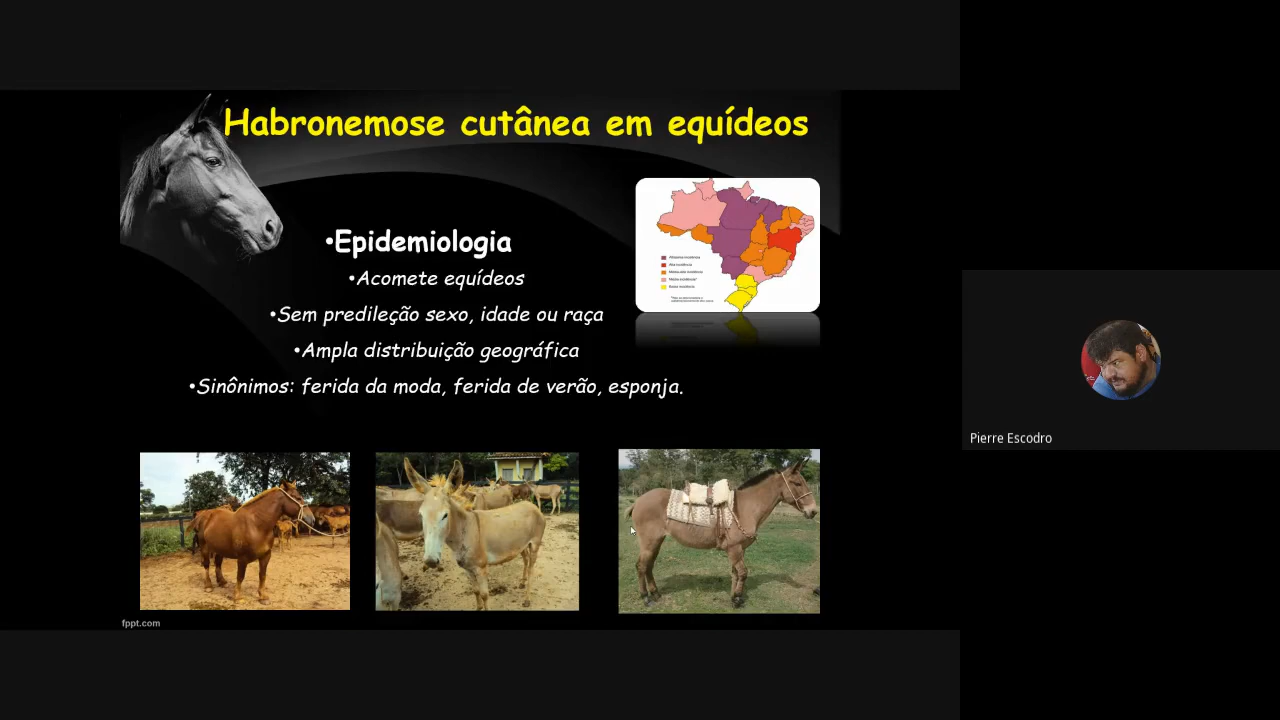 Habronemose cutânea em equídeos
•Epidemiologia
•Acomete equídeos
•Sem predileção sexo, idade ou raça
•Ampla distribuição geográfica
•Sinônimos: ferida da moda, ferida de verão, esponja.
Pierre Escodro
fppt.com